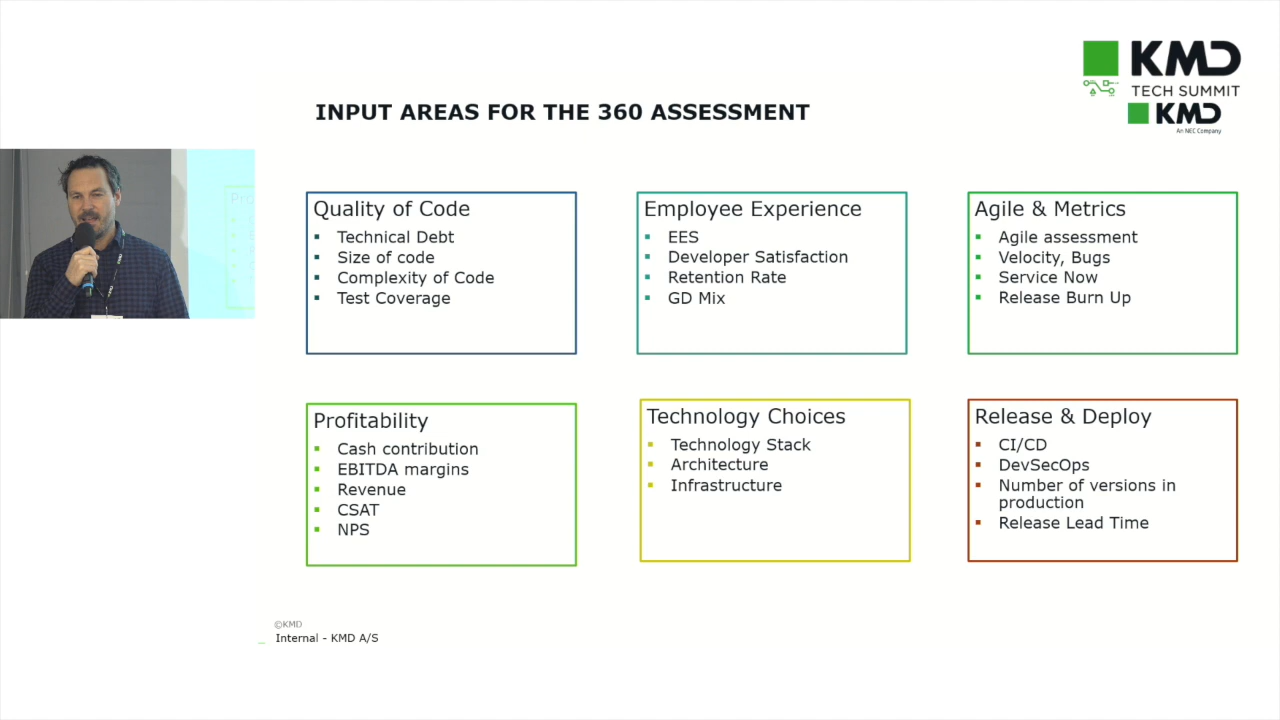 KMD
TECH SUMMIT
KMD
An NEC Company
INPUT AREAS FOR THE 360 ASSESSMENT
Quality of Code
Technical Debt
Size of code
Complexity of Code
Test Coverage
Employee Experience
EES
Developer Satisfaction
Retention Rate
GD Mix
Agile & Metrics
Agile assessment
Velocity, Bugs
Service Now
Release Burn Up
Profitability
Cash contribution
EBITDA margins
Revenue
CSAT
NPS
Technology Choices
Technology Stack
Architecture
Infrastructure
Release & Deploy
CI/CD
DevSecOps
Number of versions in
production
Release Lead Time
©KMD
Internal - KMD A/S